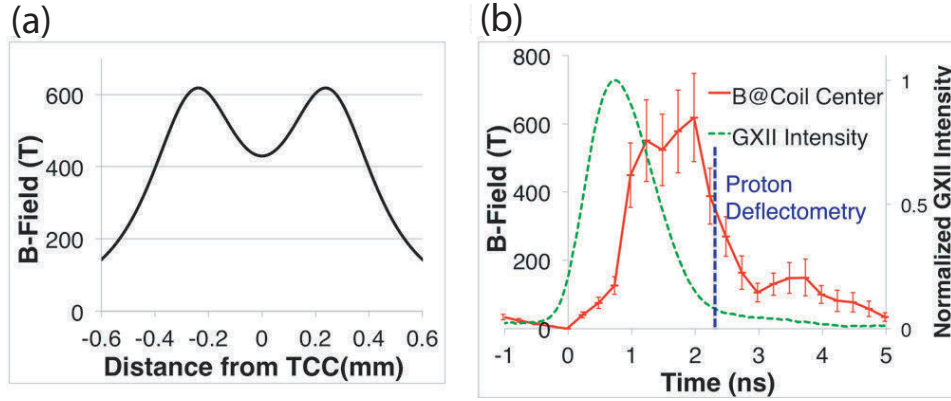 (a)
B-Field (T)
600
400
200
0
-0.6
-0.4
-0.2
0
0.2
0.4
0.6
Distance from TCC(mm)
(b)
B-Field (T)
800
600
400
200
0
B@Coil Center
GXII Intensity
Proton
Deflectometry
1
0.5
0
Normalized GXII Intensity
-1
0
1
2
3
4
5
Time (ns)